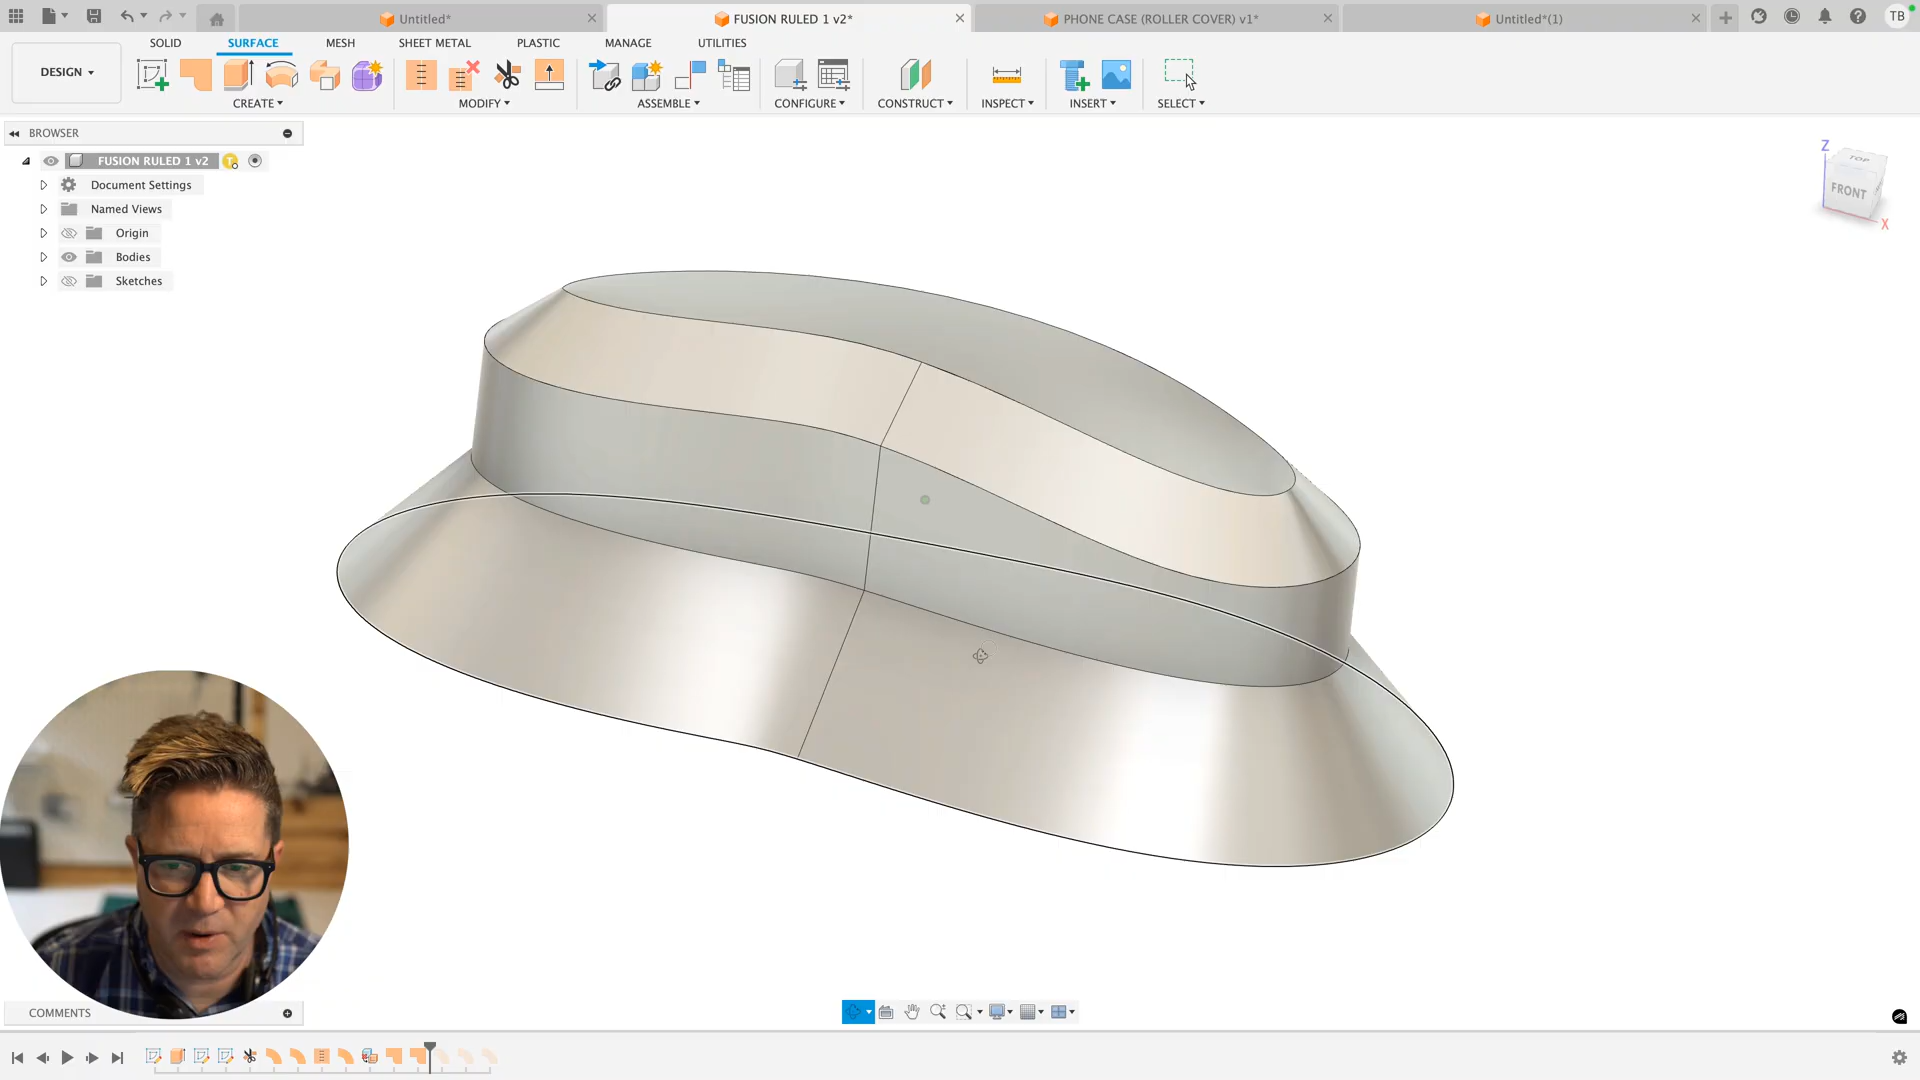 Untitled*
FUSION RULED 1 v2*
PHONE CASE (ROLLER COVER) v1*
Untitled*(1)
TB
DESIGN
SOLID
SURFACE
MESH
SHEET METAL
PLASTIC
MANAGE
UTILITIES
CREATE
MODIFY
ASSEMBLE
CONFIGURE
CONSTRUCT
INSPECT
INSERT
SELECT
BROWSER
FUSION RULED 1 v2
Document Settings
Named Views
Origin
Bodies
Sketches
Z
TOP
FRONT
X
COMMENTS